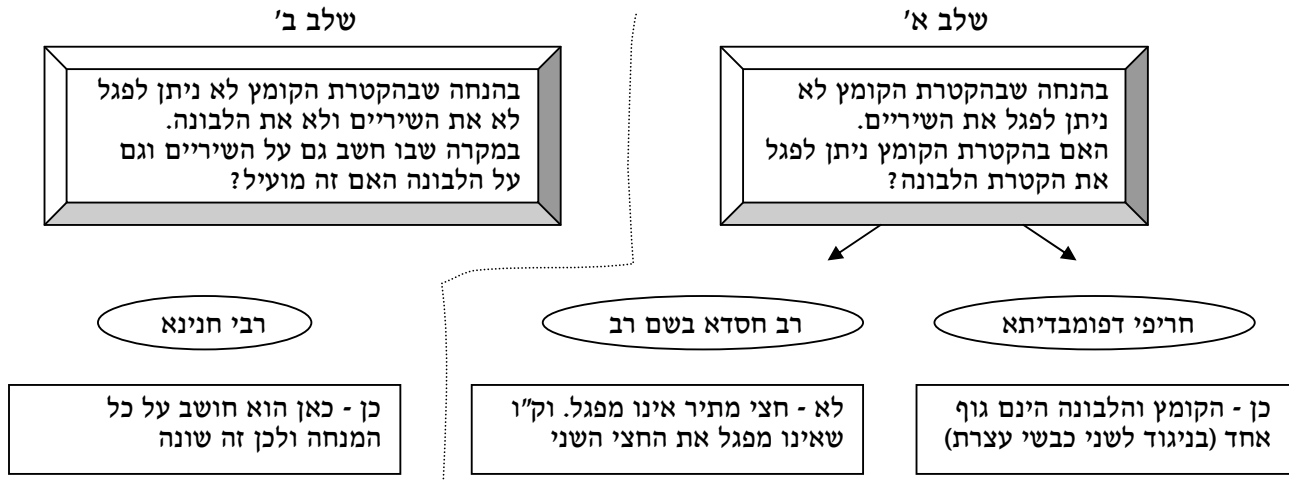 שלב א'
בהנחה שבהקטרת הקומץ לא
ניתן לפגל את השיריים.
האם בהקטרת הקומץ ניתן לפגל
את הקטרת הלבונה?
חריפי דפומבדיתא
כן - הקומץ והלבונה הינם גוף
אחד (בניגוד לשני כבשי עצרת)
רב חסדא בשם רב
לא - חצי מתיר אינו מפגל. וק"ו
שאינו מפגל את החצי השני
שלב ב'
בהנחה שבהקטרת הקומץ לא ניתן לפגל
לא את השיריים ולא את הלבונה.
במקרה שבו חשב גם על השיריים וגם
על הלבונה האם זה מועיל?
רבי חנינא
כן - כאן הוא חושב על כל
המנחה ולכן זה שונה